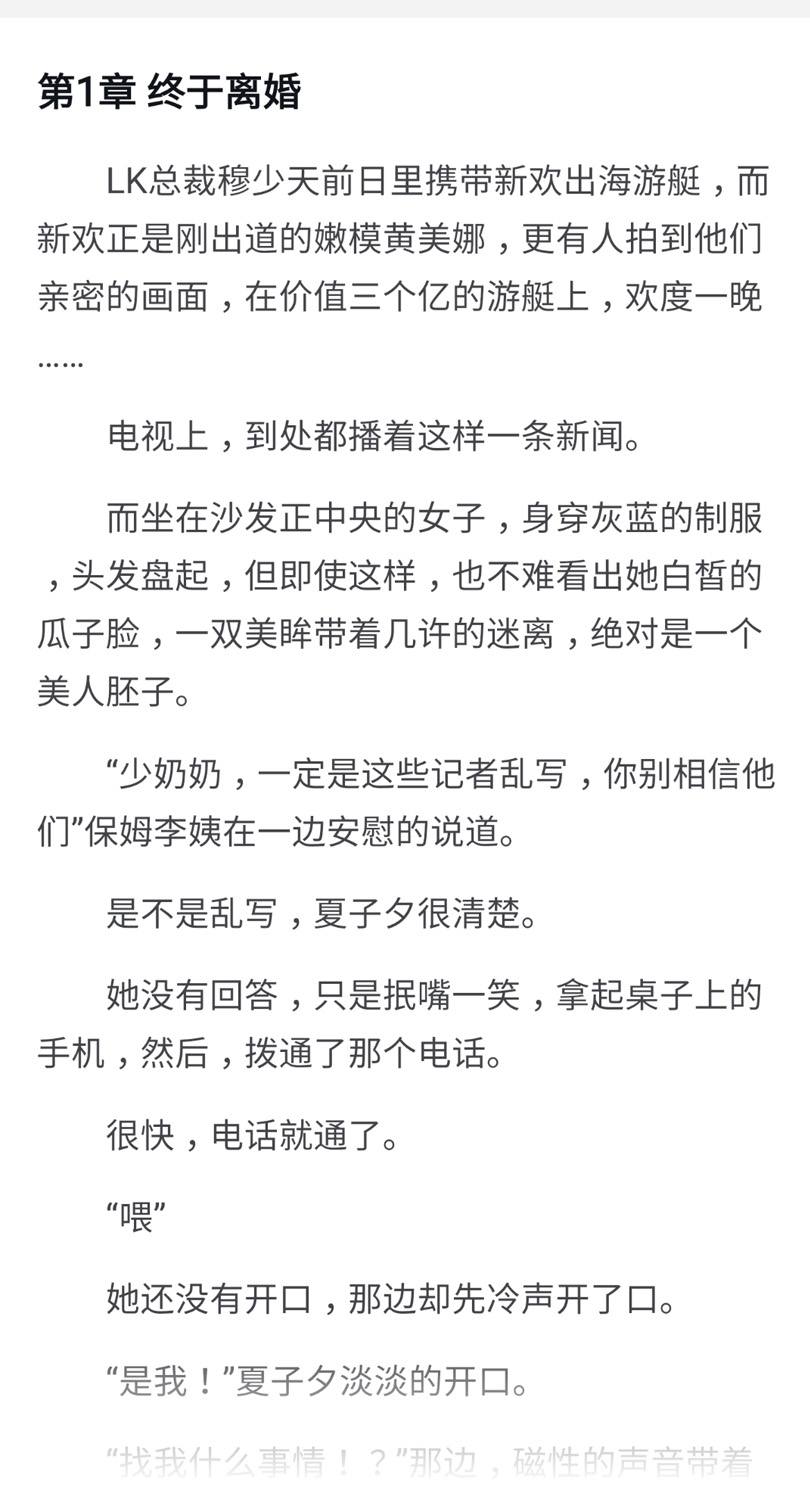 第1章 终于离婚
LK总裁穆少天前日里携带新欢出海游艇，而
新欢正是刚出道的嫩模黄美娜，更有人拍到他们
亲密的画面，在价值三个亿的游艇上，欢度一晚
……
电视上，到处都播着这样一条新闻。
而坐在沙发正中央的女子，身穿灰蓝的制服
，头发盘起，但即使这样，也不难看出她白皙的
瓜子脸，一双美眸带着几许的迷离，绝对是一个
美人胚子。
“少奶奶，一定是这些记者乱写，你别相信他
们”保姆李姨在一边安慰的说道。
是不是乱写，夏子夕很清楚。
她没有回答，只是抿嘴一笑，拿起桌子上的
手机，然后，拨通了那个电话。
很快，电话就通了。
“喂”
她还没有开口，那边却先冷声开了口。
“是我！”夏子夕淡淡的开口。
“找我什么事情！？”那边，磁性的声音带着